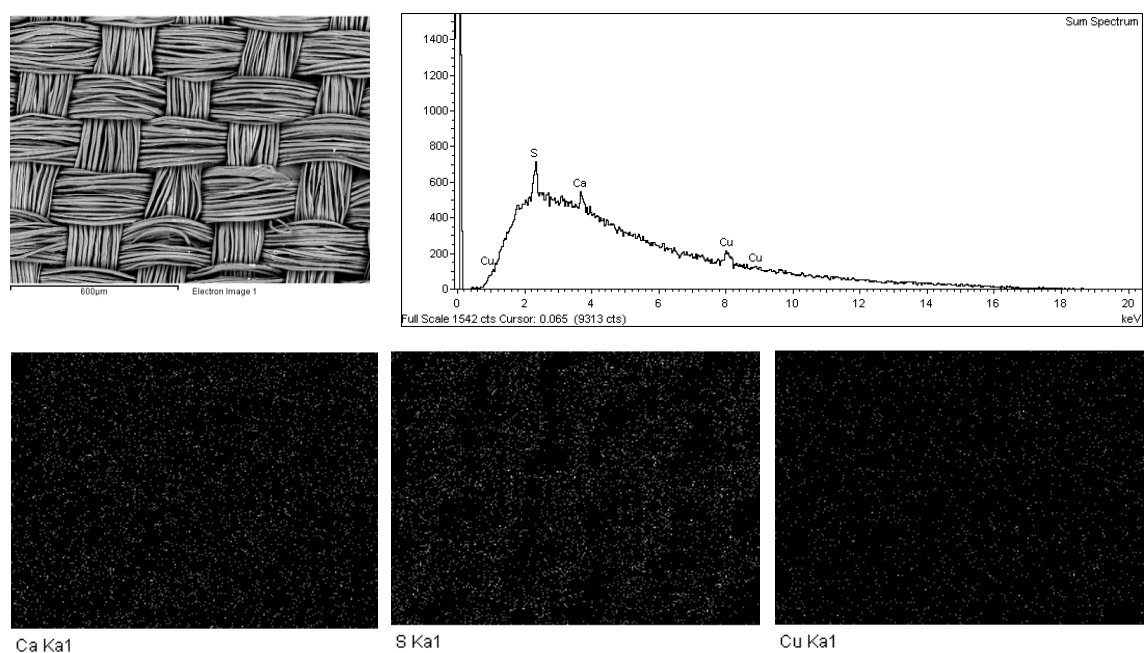 Sum Spectrum
1400
1200
1000
800
600
400
200
0
S
Ca
Cu
Cu
Cu
0 2 4 6 8 10 12 14 16 18 20
Full Scale 1542 cts Cursor: 0.065 (9313 cts) keV
600µm Electron Image 1
Ca Ka1
S Ka1
Cu Ka1